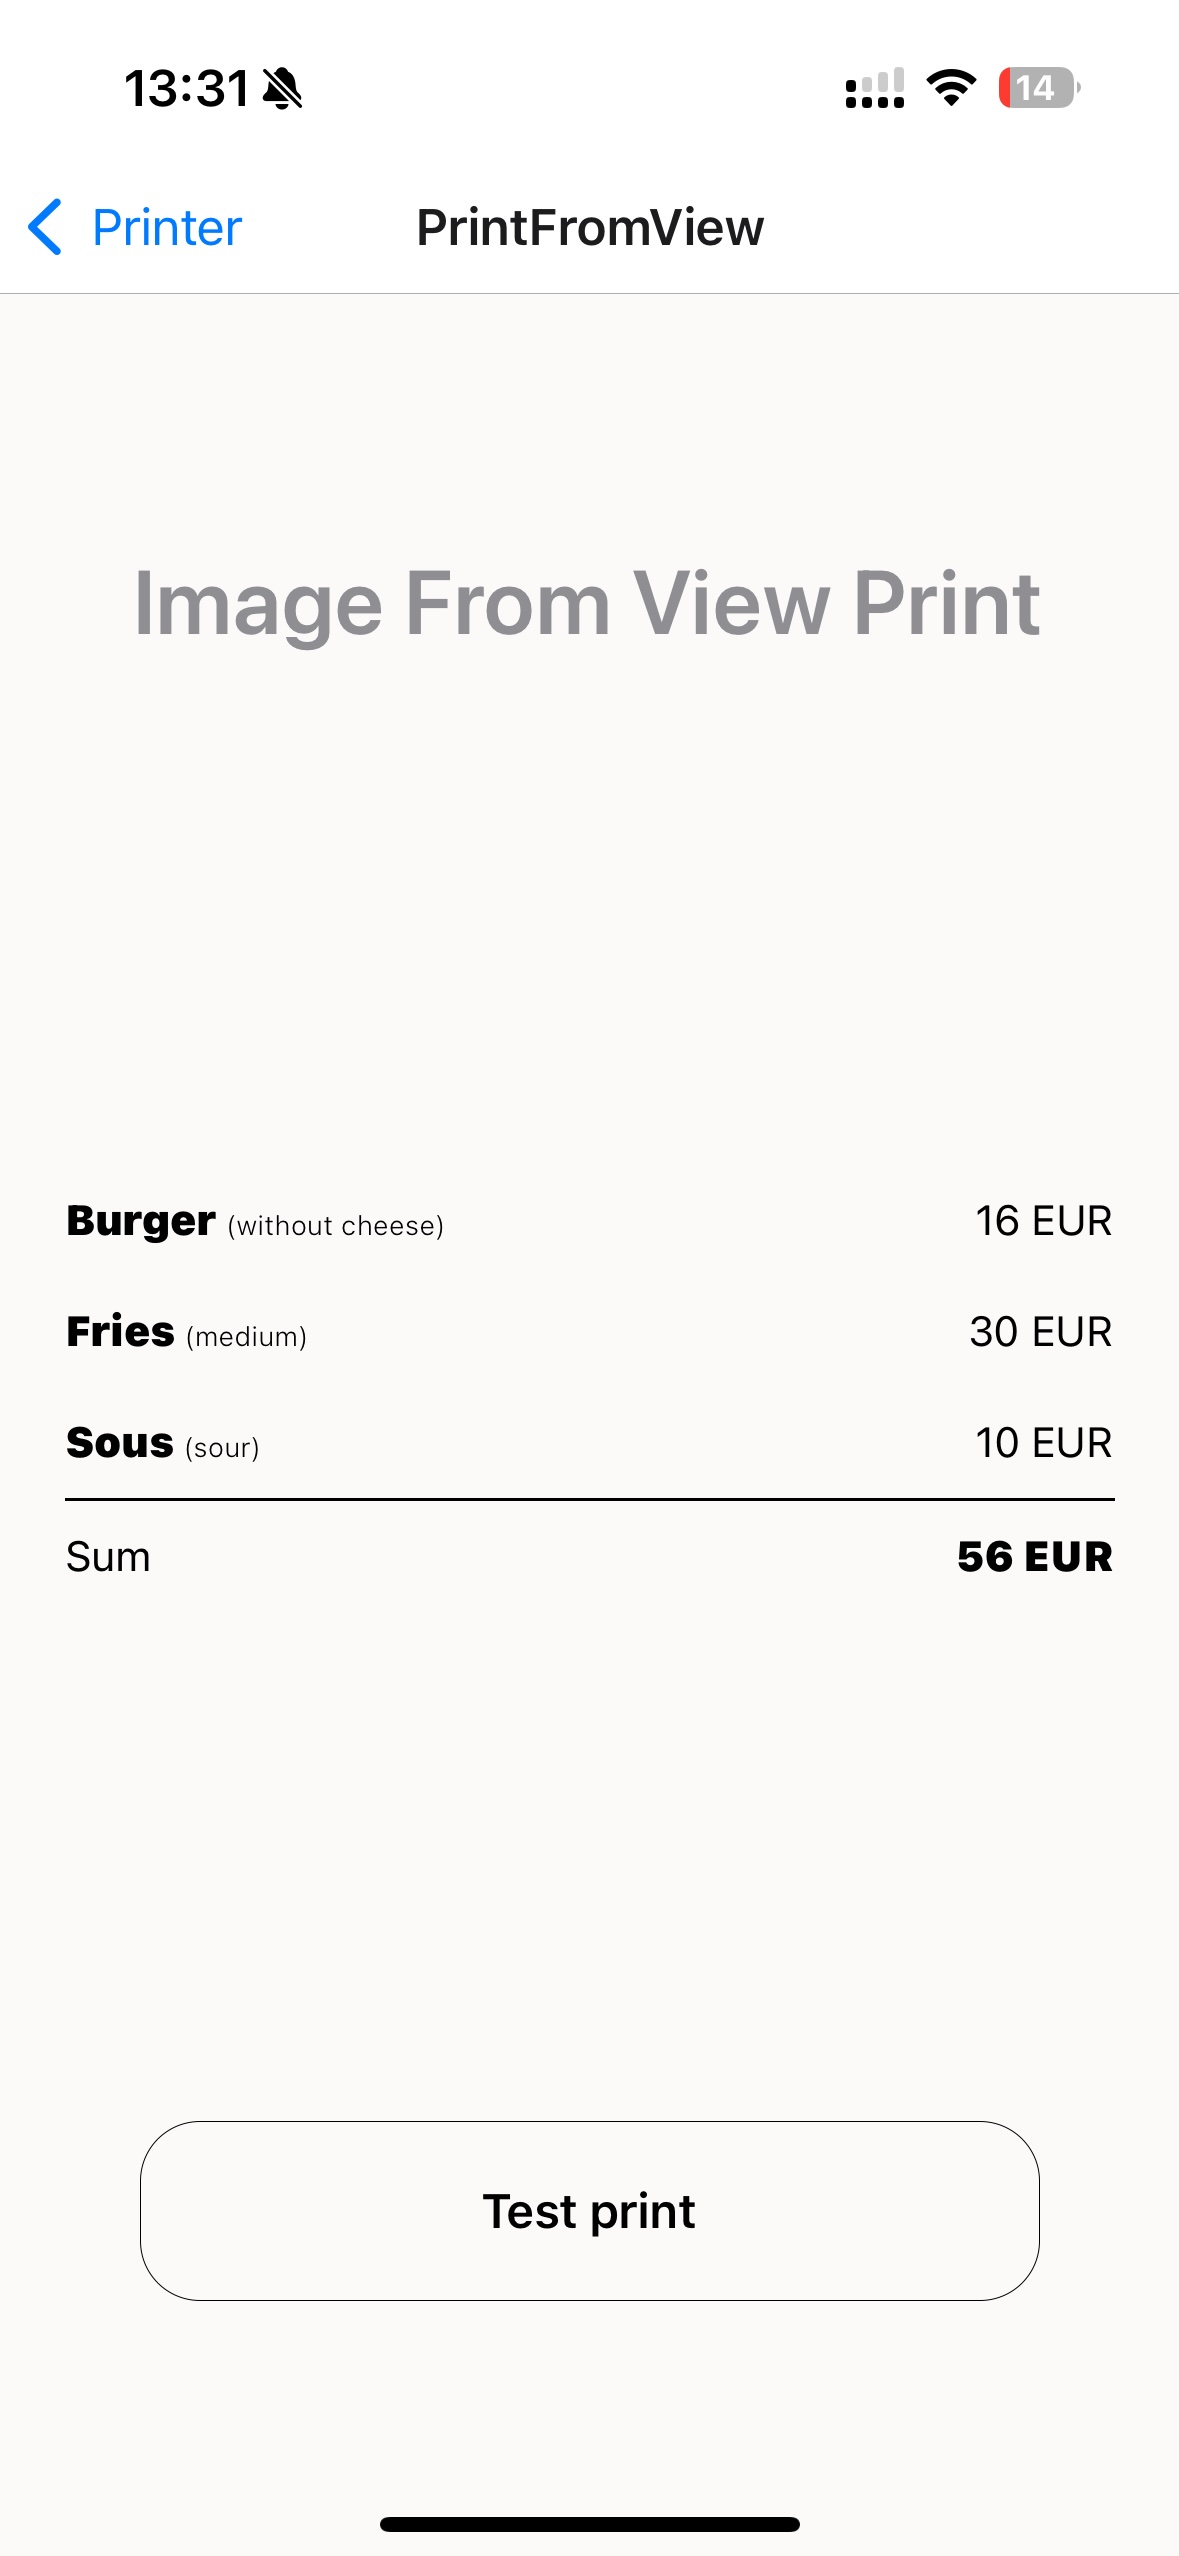 13:31 14
Printer PrintFromView
Image From View Print
Burger (without cheese) 16 EUR
Fries (medium) 30 EUR
Sous (sour) 10 EUR
Sum 56 EUR
Test print